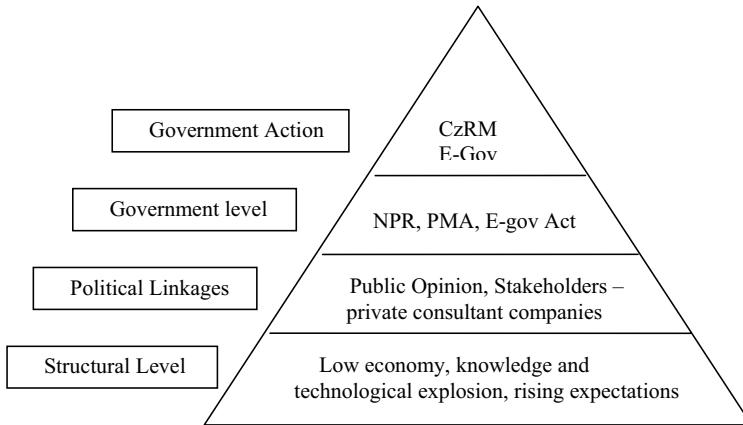 Government Action
CzRM
E-Gov
Government level
NPR, PMA, E-gov Act
Political Linkages
Public Opinion, Stakeholders –
private consultant companies
Structural Level
Low economy, knowledge and
technological explosion, rising expectations